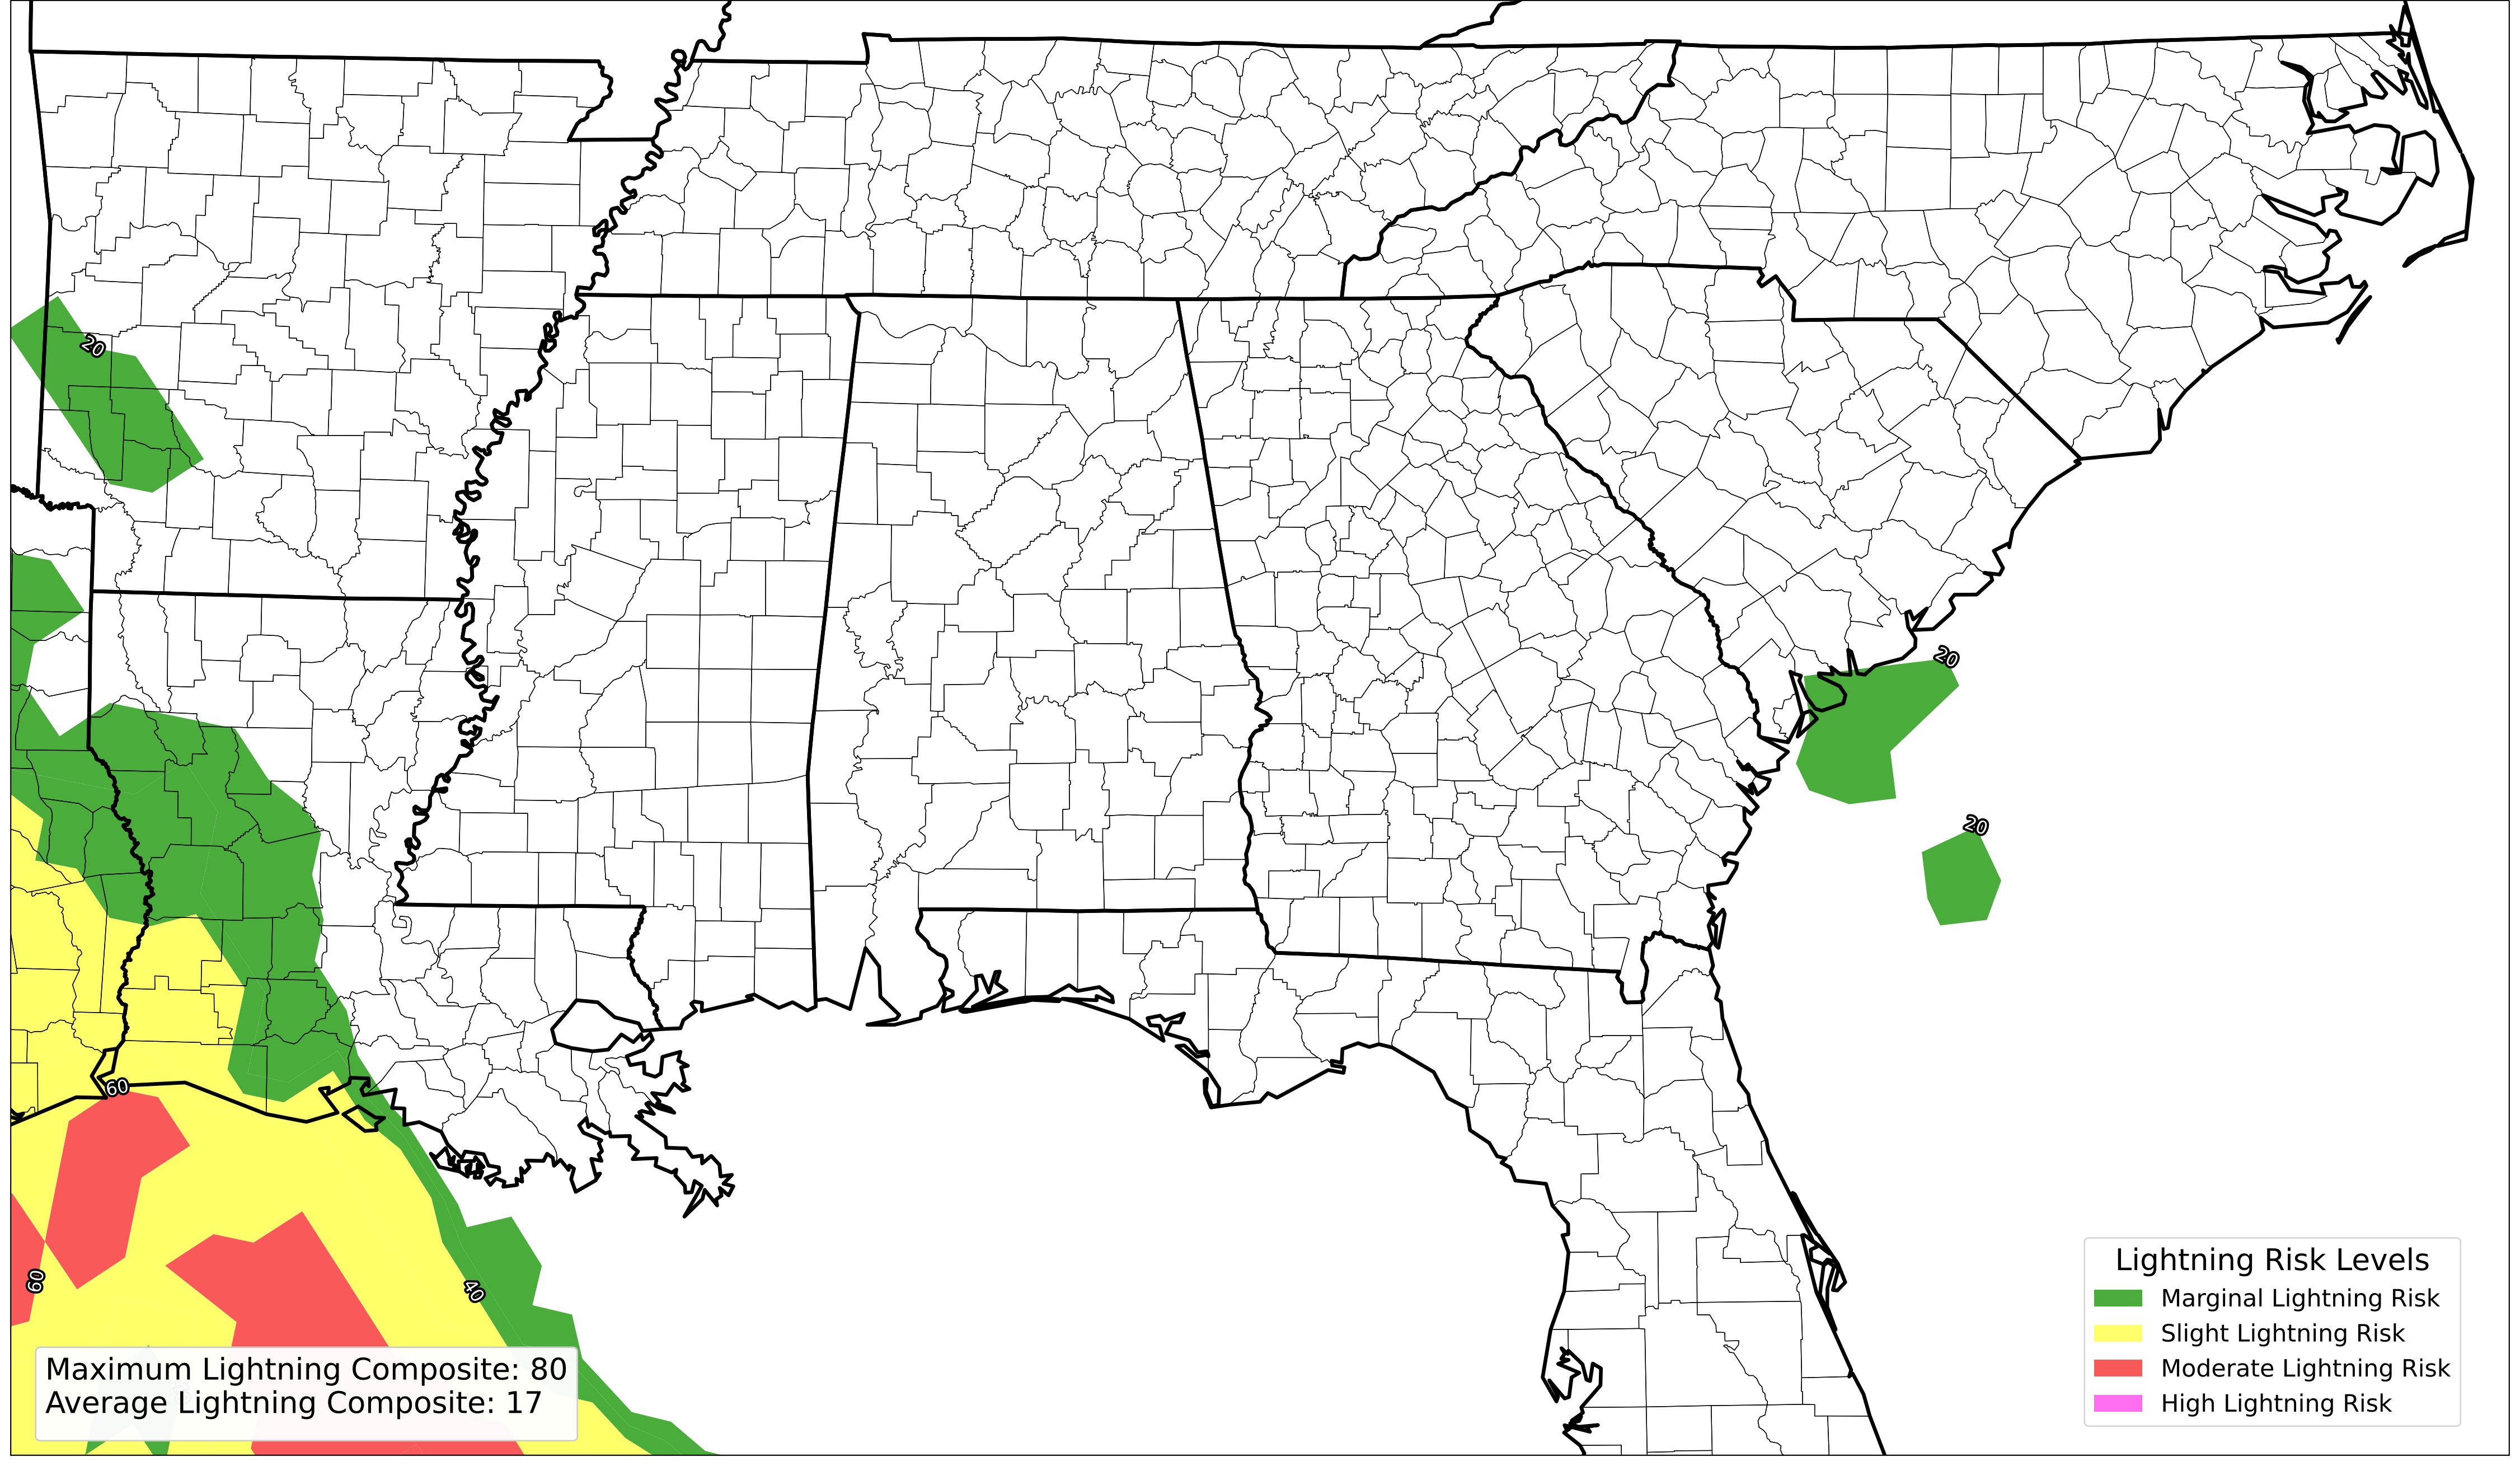 20
20
20
60
60
40
Lightning Risk Levels
Marginal Lightning Risk
Slight Lightning Risk
Moderate Lightning Risk
High Lightning Risk
Maximum Lightning Composite: 80
Average Lightning Composite: 17